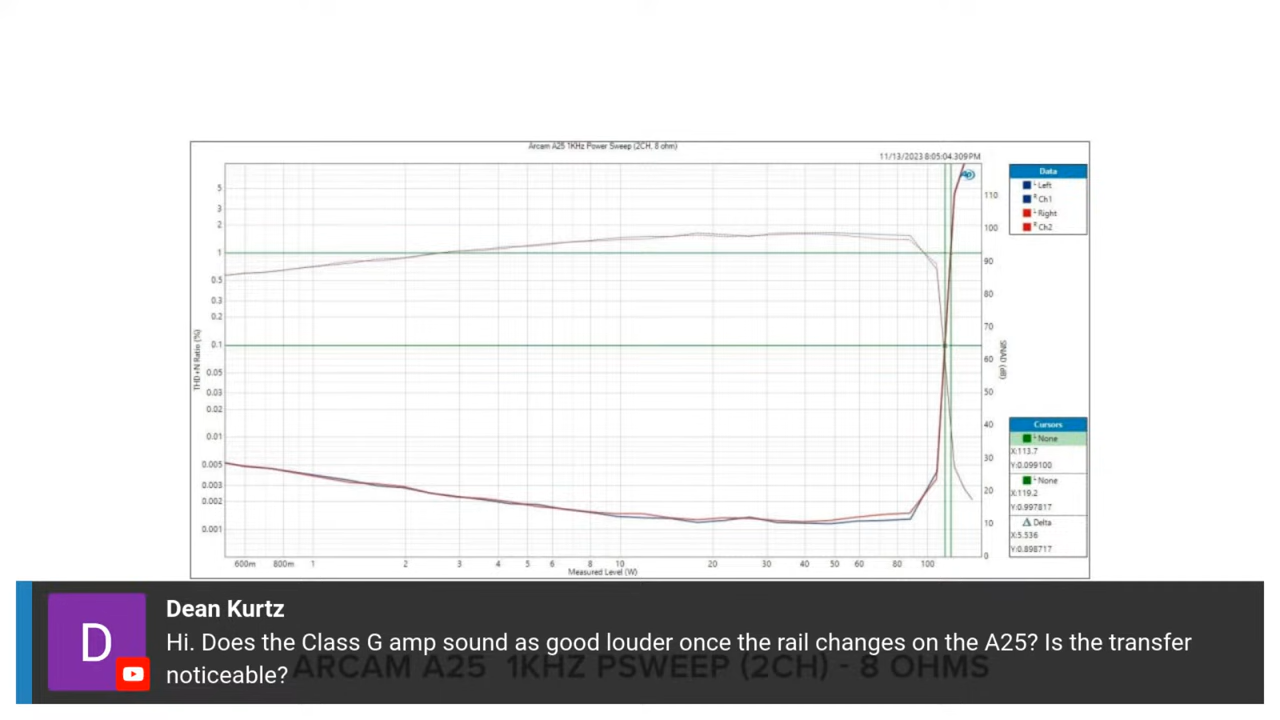 Arcam A25 1KHz Power Sweep (2CH, 8 ohm)
11/13/2023 8:05:04.309PM
Data
L Left
R Ch1
L Right
R Ch2
THD+N Ratio (%)
5
3
2
1
0.5
0.3
0.2
0.1
0.05
0.03
0.02
0.01
0.005
0.003
0.002
0.001
110
100
90
80
70
60
50
40
30
20
10
0
SINAD (dB)
600m 800m 1 2 3 4 5 6 8 10 20 30 40 50 60 80 100
Measured Level (W)
Cursors
None
X:113.7
Y:0.099100
None
X:119.2
Y:0.997817
Delta
X:5.536
Y:0.898717
D
Dean Kurtz
Hi. Does the Class G amp sound as good louder once the rail changes on the A25? Is the transfer
noticeable?
ARCAM A25 1KHZ PSWEEP (2CH) - 8 OHMS